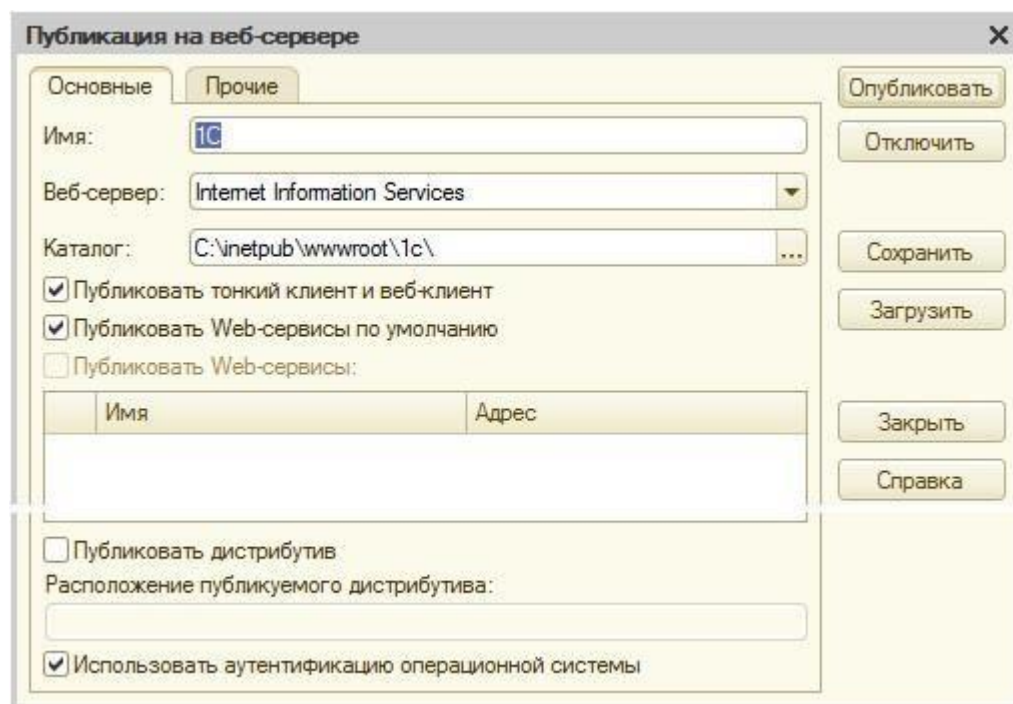 Публикация на веб-сервере
Основные Прочие
Опубликовать
Имя: 1C
Отключить
Веб-сервер: Internet Information Services
Каталог: C:\inetpub\wwwroot\1c\ ...
Сохранить
Публиковать тонкий клиент и веб-клиент
Загрузить
Публиковать Web-сервисы по умолчанию
Публиковать Web-сервисы:
Имя Адрес
Закрыть
Справка
Публиковать дистрибутив
Расположение публикуемого дистрибутива:
Использовать аутентификацию операционной системы